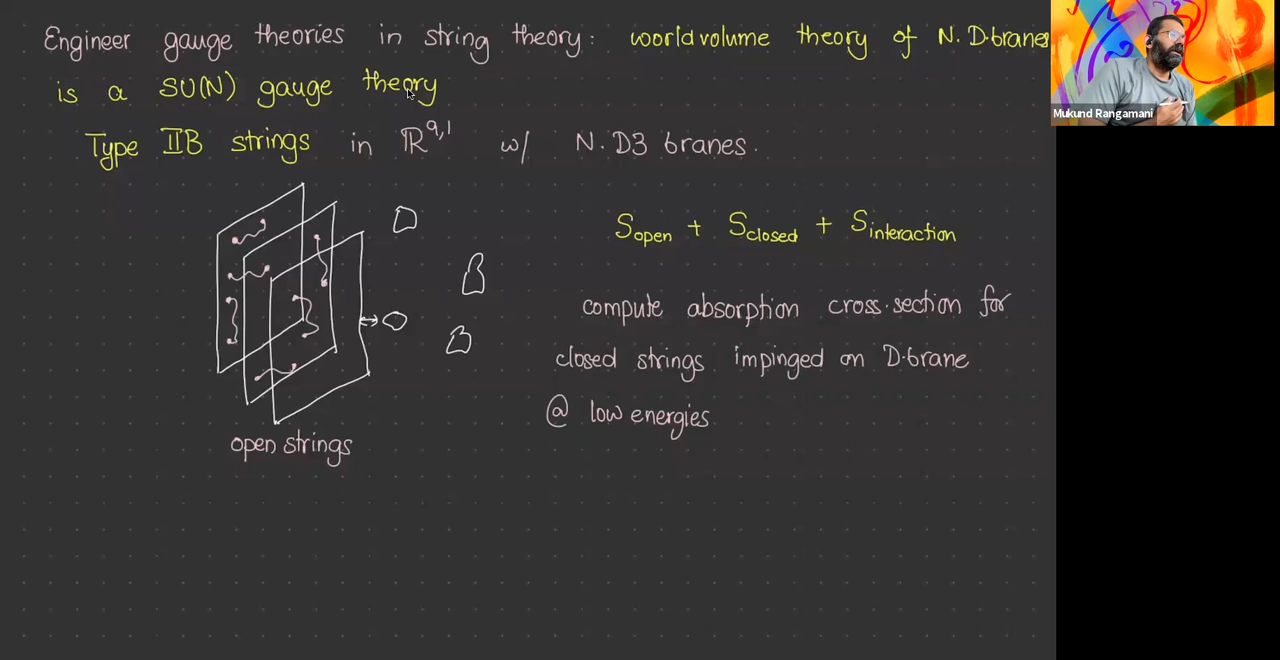 Engineer gauge theories in string theory: worldvolume theory of N. D-branes
is a SU(N) gauge theory
Type IIB strings in ℝ^9,1 w/ N. D3 branes.
S_open + S_closed + S_interaction
compute absorption cross-section for
closed strings impinged on D-brane
@ low energies
open strings
Mukund Rangamani